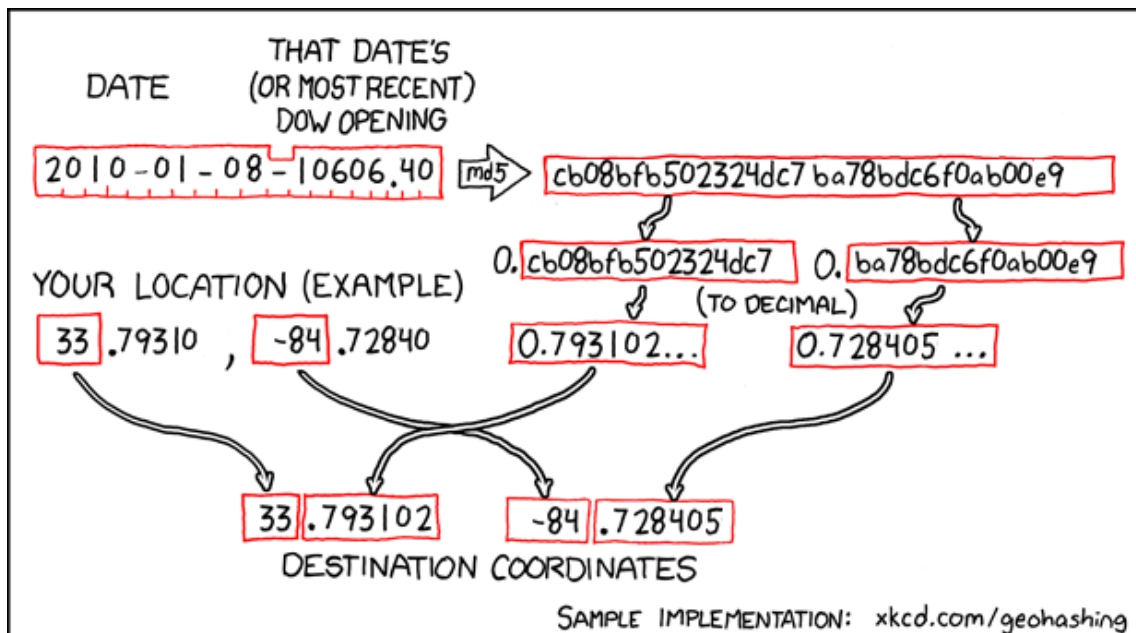 DATE
THAT DATE'S
(OR MOST RECENT)
DOW OPENING
2010-01-08-10606.40
md5
cb08bfb502324dc7ba78bdc6f0ab00e9
0.cb08bfb502324dc7
0.ba78bdc6f0ab00e9
YOUR LOCATION (EXAMPLE)
(TO DECIMAL)
33.79310, -84.72840
0.793102...
0.728405...
33.793102
-84.728405
DESTINATION COORDINATES
SAMPLE IMPLEMENTATION: xkcd.com/geohashing